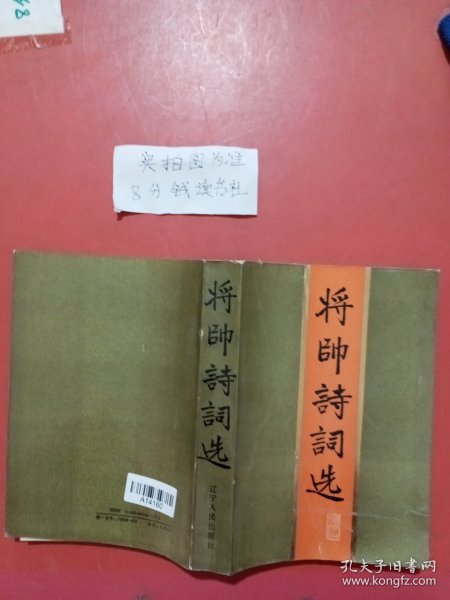 实拍图为准
8分钱读书社
将帥詩詞选
辽宁人民出版社
将帥詩詞选
A14160
孔夫子旧书网
www.kongfz.com